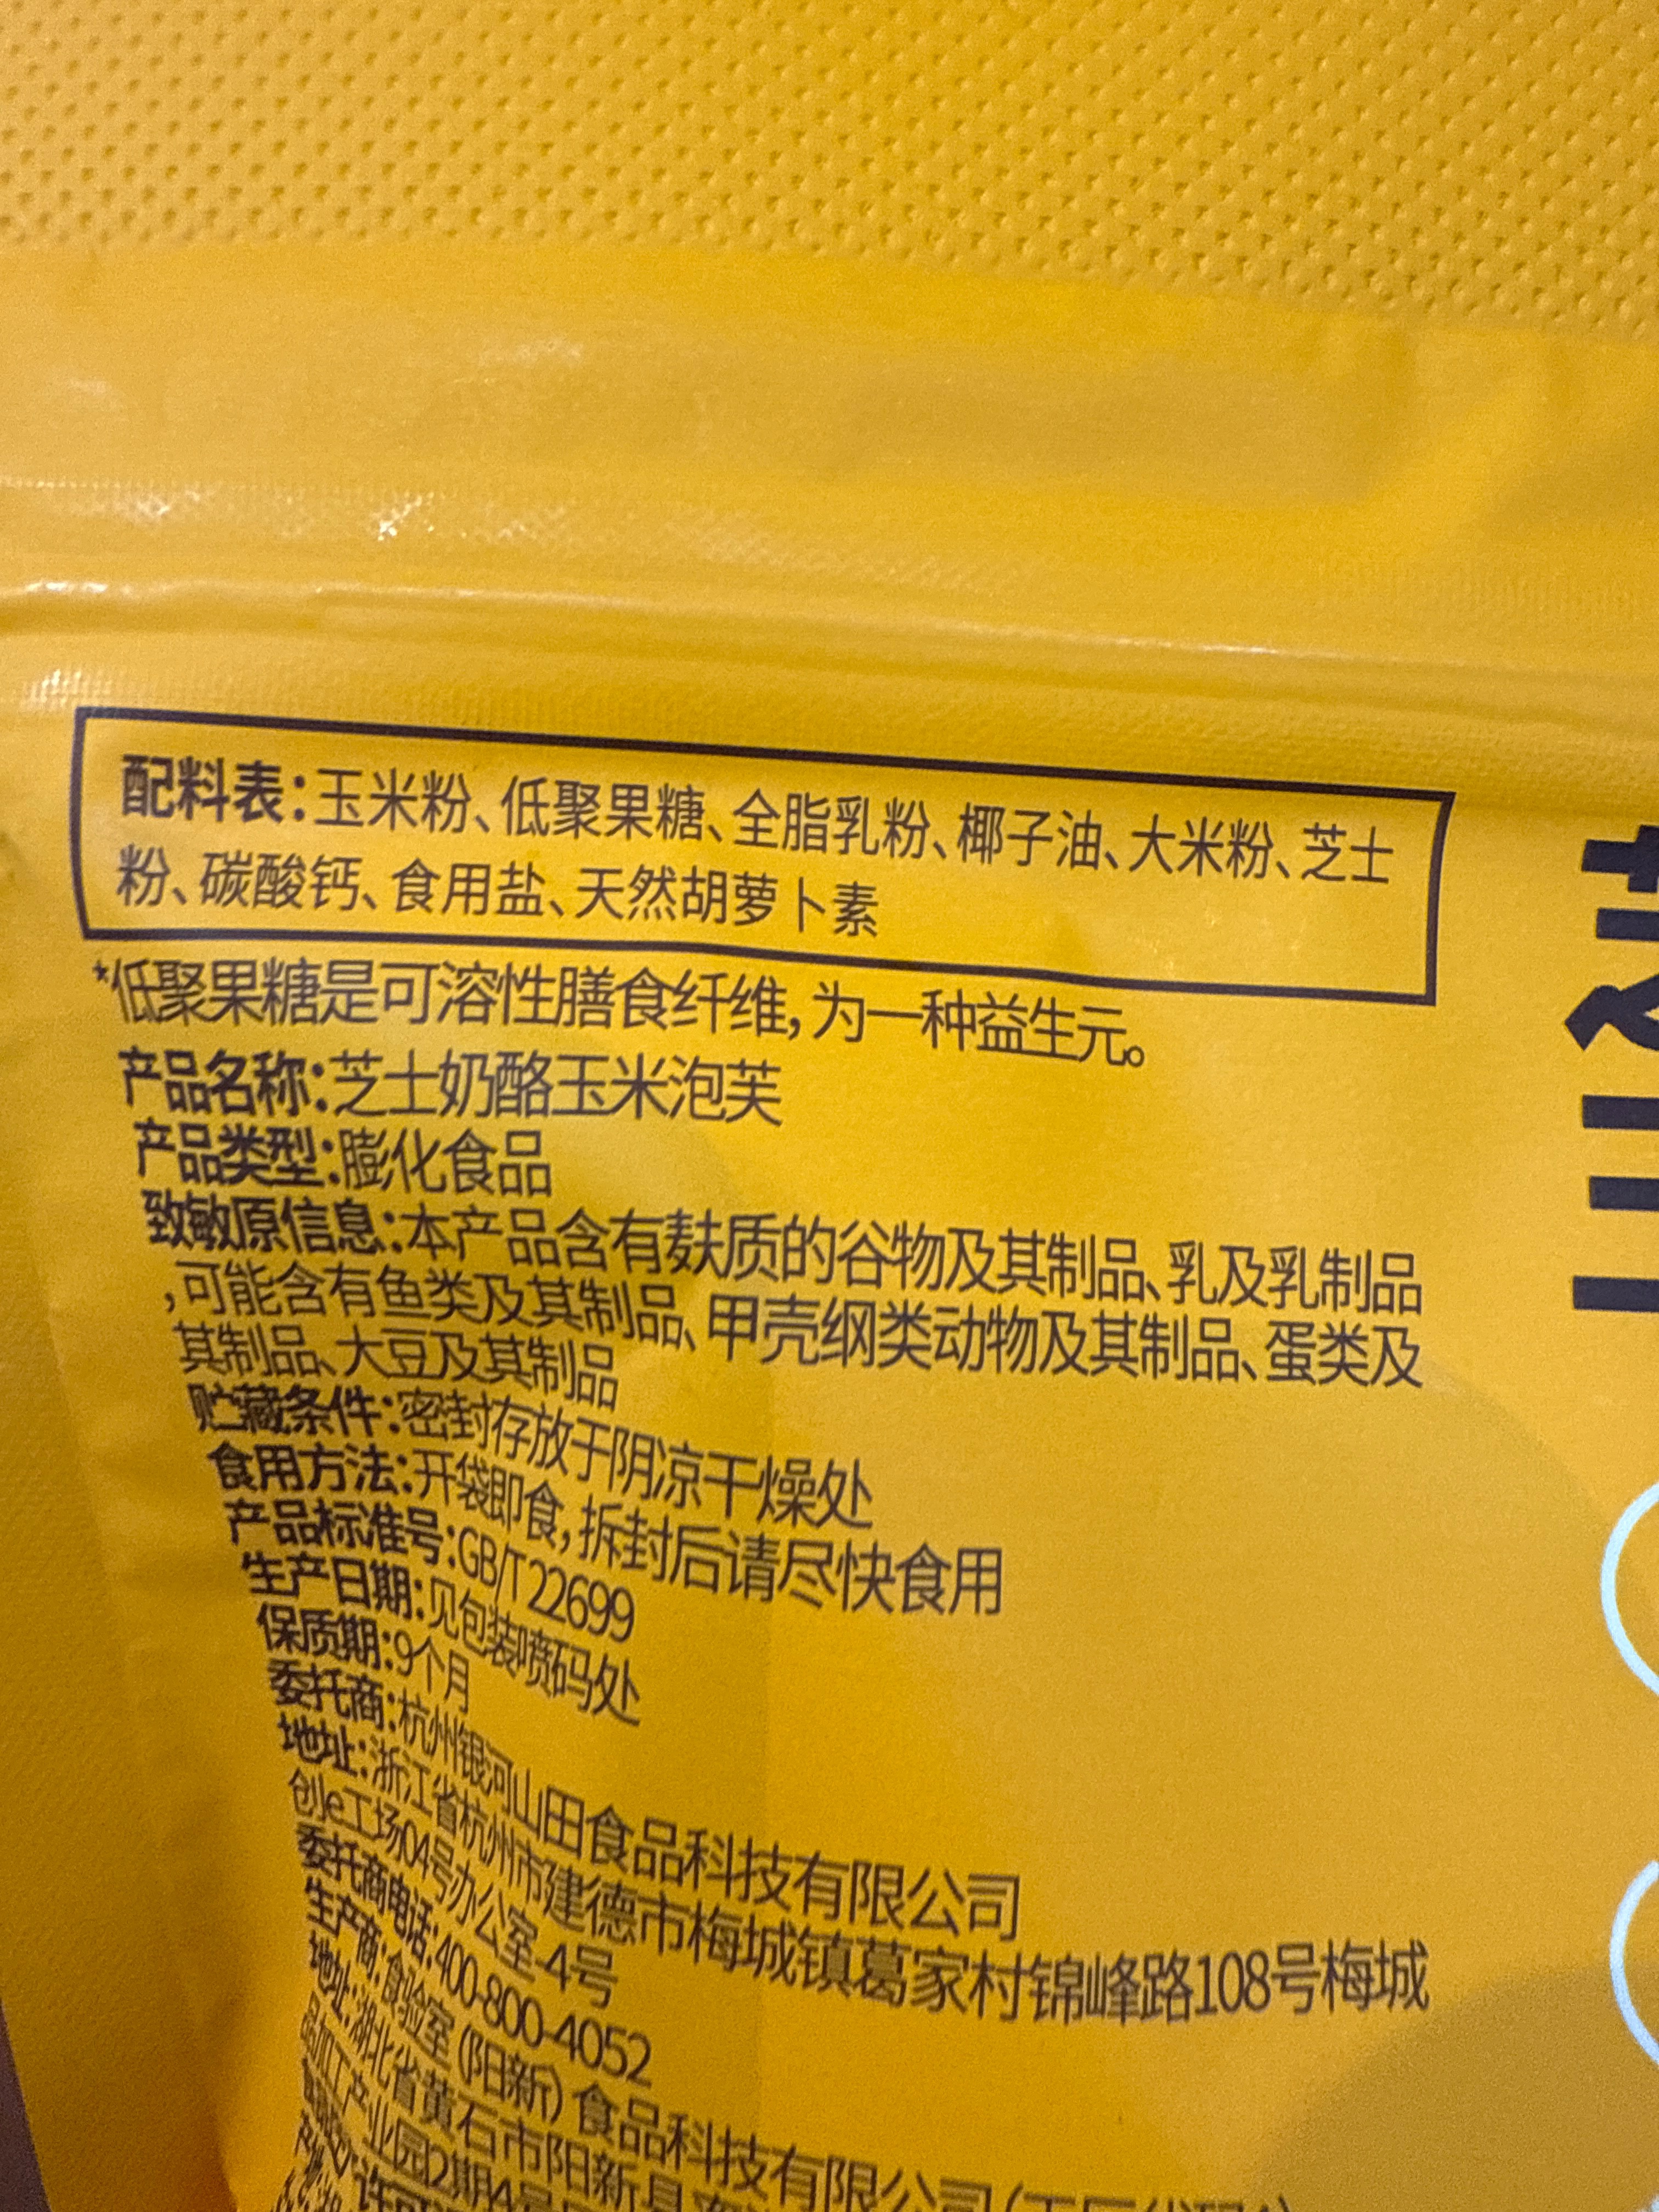 配料表:玉米粉、低聚果糖、全脂乳粉、椰子油、大米粉、芝士
粉、碳酸钙、食用盐、天然胡萝卜素
*低聚果糖是可溶性膳食纤维,为一种益生元。
产品名称:芝士奶酪玉米泡芙
产品类型:膨化食品
致敏原信息:本产品含有麸质的谷物及其制品、乳及乳制品
,可能含有鱼类及其制品、甲壳纲类动物及其制品、蛋类及
其制品、大豆及其制品
贮藏条件:密封存放于阴凉干燥处
食用方法:开袋即食,拆封后请尽快食用
产品标准号:GB/T22699
生产日期:见包装喷码处
保质期:9个月
委托商:杭州银河山田食品科技有限公司
地址:浙江省杭州市建德市梅城镇葛家村锦峰路108号梅城
创e工场04号办公室-4号
委托商电话:400-800-4052
生产商:食验室(阳新)食品科技有限公司
地址:湖北省黄石市阳新县
品加工产业园2期4号